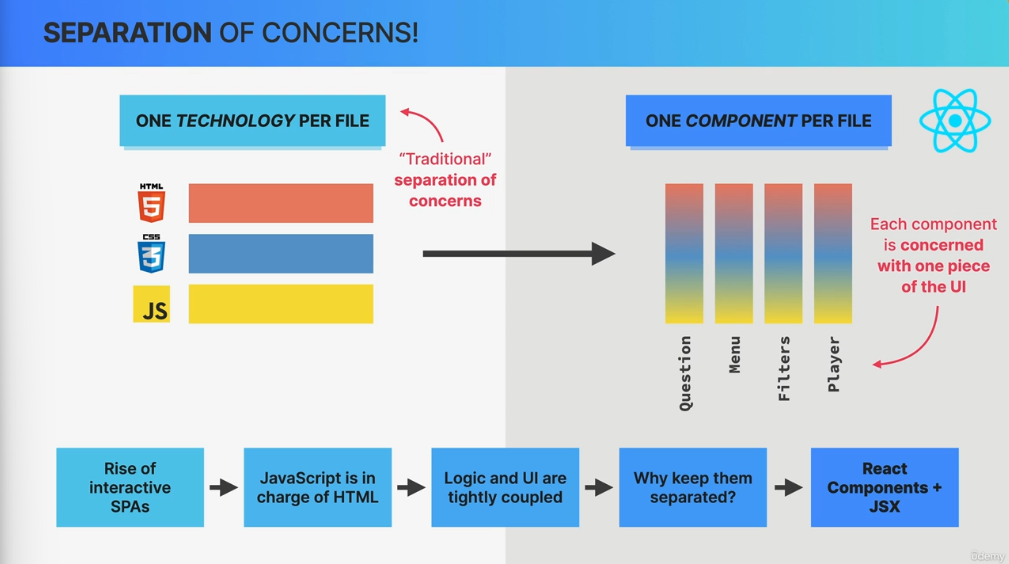 SEPARATION OF CONCERNS!
ONE TECHNOLOGY PER FILE
"Traditional"
separation of
concerns
HTML
5
CSS
3
JS
ONE COMPONENT PER FILE
Each component
is concerned
with one piece
of the UI
Question
Menu
Filters
Player
Rise of
interactive
SPAs
JavaScript is in
charge of HTML
Logic and UI are
tightly coupled
Why keep them
separated?
React
Components +
JSX
ûdemy